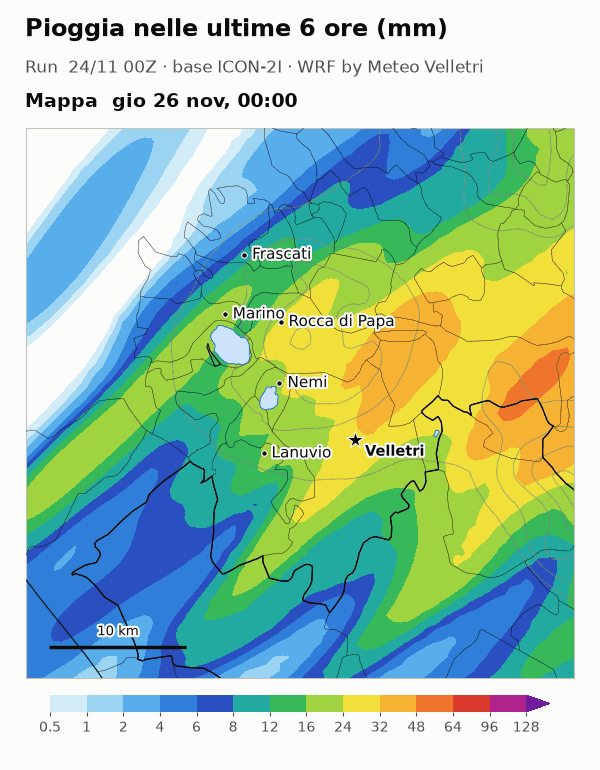 Pioggia nelle ultime 6 ore (mm)
Run  24/11 00Z · base ICON-2I · WRF by Meteo Velletri
Mappa  gio 26 nov, 00:00
Frascati
Marino
Rocca di Papa
Nemi
Velletri
Lanuvio
10 km
0.5 1 2 4 6 8 12 16 24 32 48 64 96 128